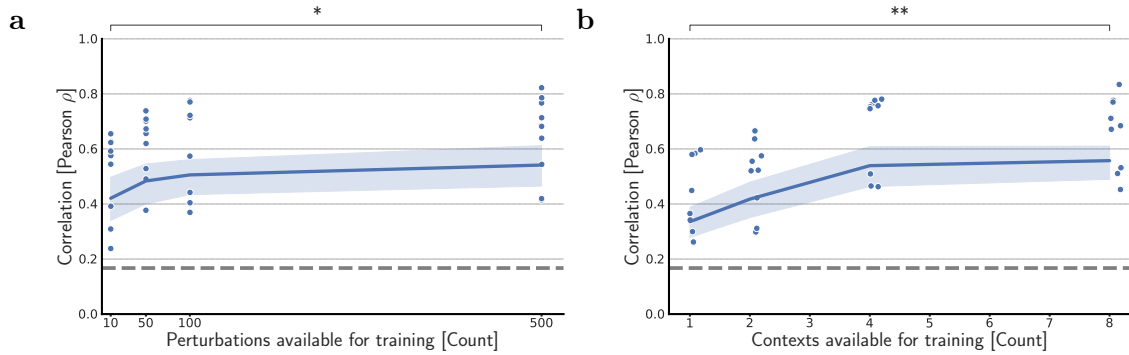 a
*
Correlation [Pearson ρ]
1.0
0.8
0.6
0.4
0.2
0.0
10 50 100 500
Perturbations available for training [Count]
b
**
Correlation [Pearson ρ]
1.0
0.8
0.6
0.4
0.2
0.0
1 2 3 4 5 6 7 8
Contexts available for training [Count]